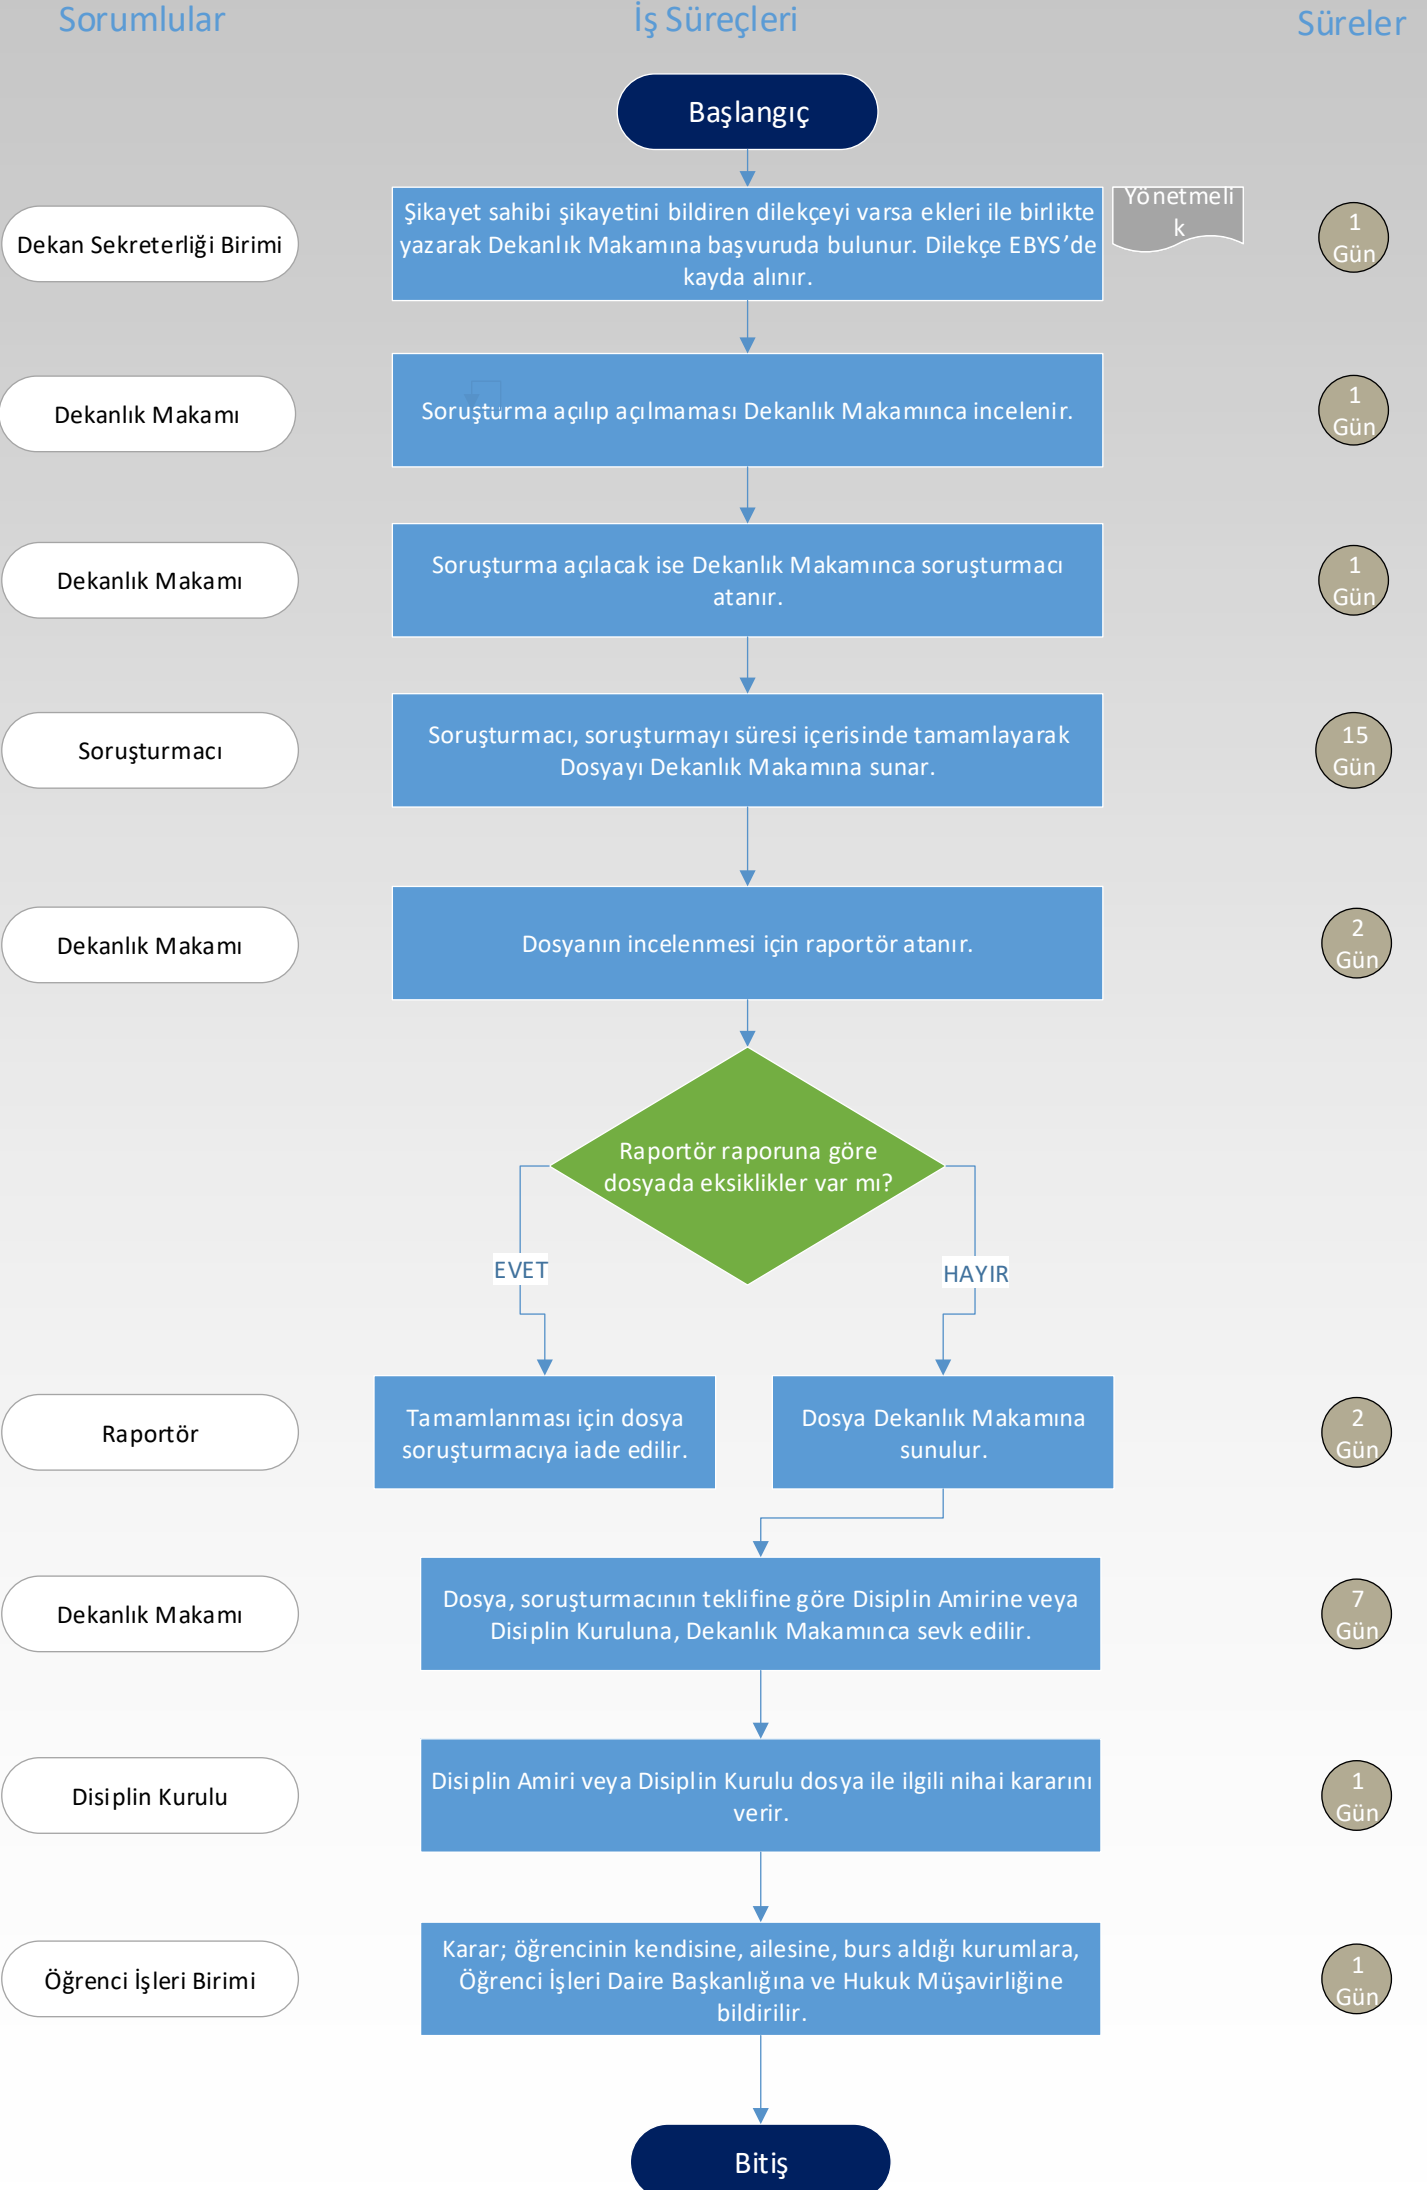 Sorumlular
İş Süreçleri
Süreler
Başlangıç
Dekan Sekreterliği Birimi
Şikayet sahibi şikayetini bildiren dilekçeyi varsa ekleri ile birlikte
yazarak Dekanlık Makamına başvuruda bulunur. Dilekçe EBYS’de
kayda alınır.
Yönetmeli
k
1
Gün
Dekanlık Makamı
Soruşturma açılıp açılmaması Dekanlık Makamınca incelenir.
1
Gün
Dekanlık Makamı
Soruşturma açılacak ise Dekanlık Makamınca soruşturmacı
atanır.
1
Gün
Soruşturmacı
Soruşturmacı, soruşturmayı süresi içerisinde tamamlayarak
Dosyayı Dekanlık Makamına sunar.
15
Gün
Dekanlık Makamı
Dosyanın incelenmesi için raportör atanır.
2
Gün
Raportör raporuna göre
dosyada eksiklikler var mı?
EVET
HAYIR
Raportör
Tamamlanması için dosya
soruşturmacıya iade edilir.
Dosya Dekanlık Makamına
sunulur.
2
Gün
Dekanlık Makamı
Dosya, soruşturmacının teklifine göre Disiplin Amirine veya
Disiplin Kuruluna, Dekanlık Makamınca sevk edilir.
7
Gün
Disiplin Kurulu
Disiplin Amiri veya Disiplin Kurulu dosya ile ilgili nihai kararını
verir.
1
Gün
Öğrenci İşleri Birimi
Karar; öğrencinin kendisine, ailesine, burs aldığı kurumlara,
Öğrenci İşleri Daire Başkanlığına ve Hukuk Müşavirliğine
bildirilir.
1
Gün
Bitiş